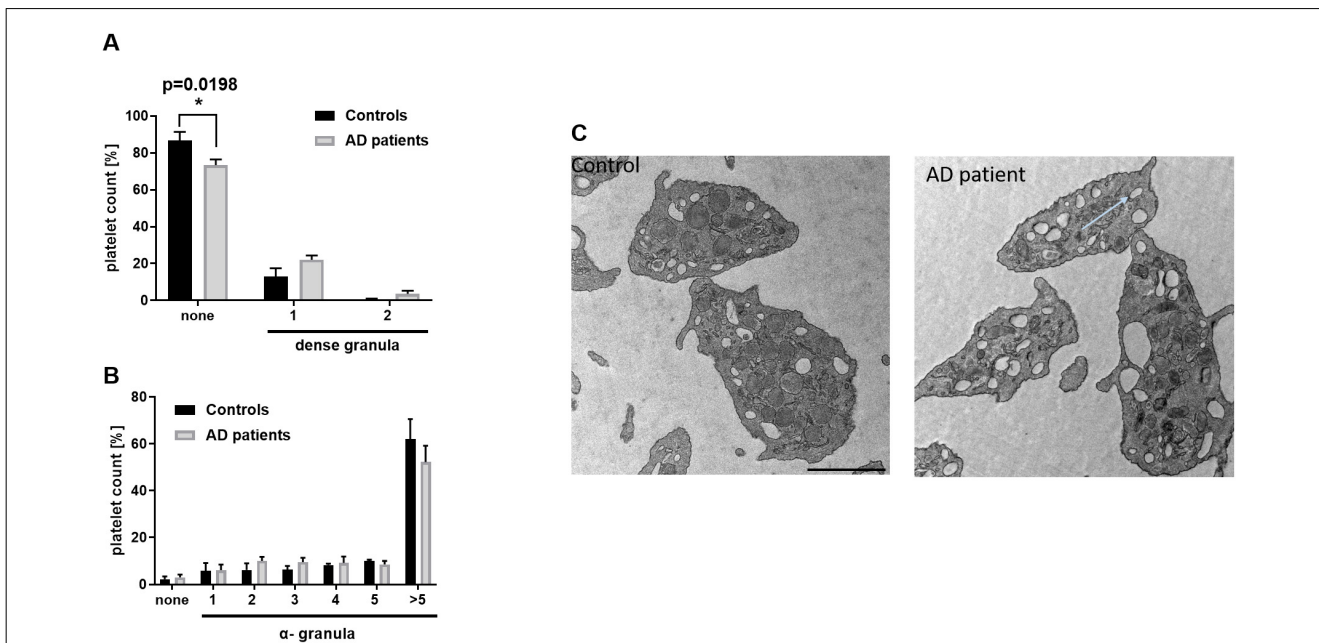 A
p=0.0198
*
Controls
AD patients
platelet count [%]
100
80
60
40
20
0
none
1
2
dense granula
B
Controls
AD patients
platelet count [%]
80
60
40
20
0
none
1
2
3
4
5
>5
α- granula
C
Control
AD patient